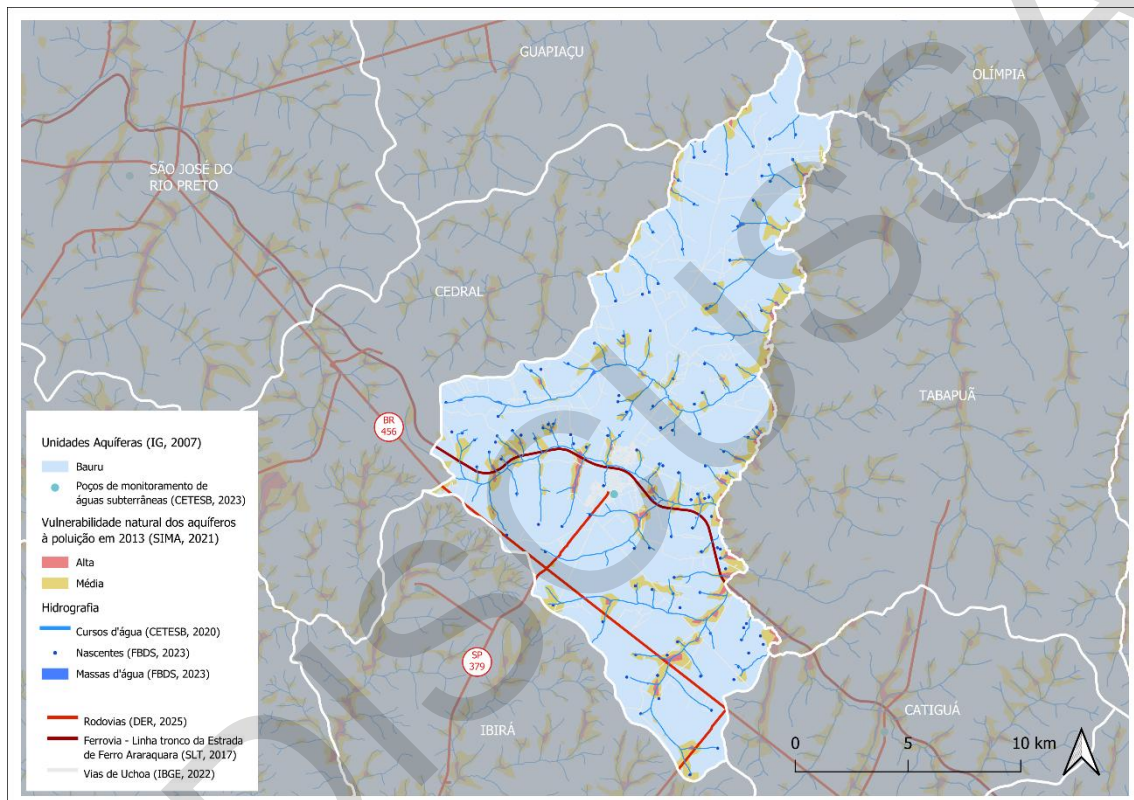 GUAPIAÇU
OLÍMPIA
SÃO JOSÉ DO
RIO PRETO
CEDRAL
TABAPUÃ
BR
456
SP
379
IBIRÁ
CATIGUÁ
Unidades Aquíferas (IG, 2007)
Bauru
Poços de monitoramento de
águas subterrâneas (CETESB, 2023)
Vulnerabilidade natural dos aquíferos
à poluição em 2013 (SIMA, 2021)
Alta
Média
Hidrografia
Cursos d'água (CETESB, 2020)
Nascentes (FBDS, 2023)
Massas d'água (FBDS, 2023)
Rodovias (DER, 2025)
Ferrovia - Linha tronco da Estrada
de Ferro Araraquara (SLT, 2017)
Vias de Uchoa (IBGE, 2022)
0 5 10 km
DISCUSSÃ